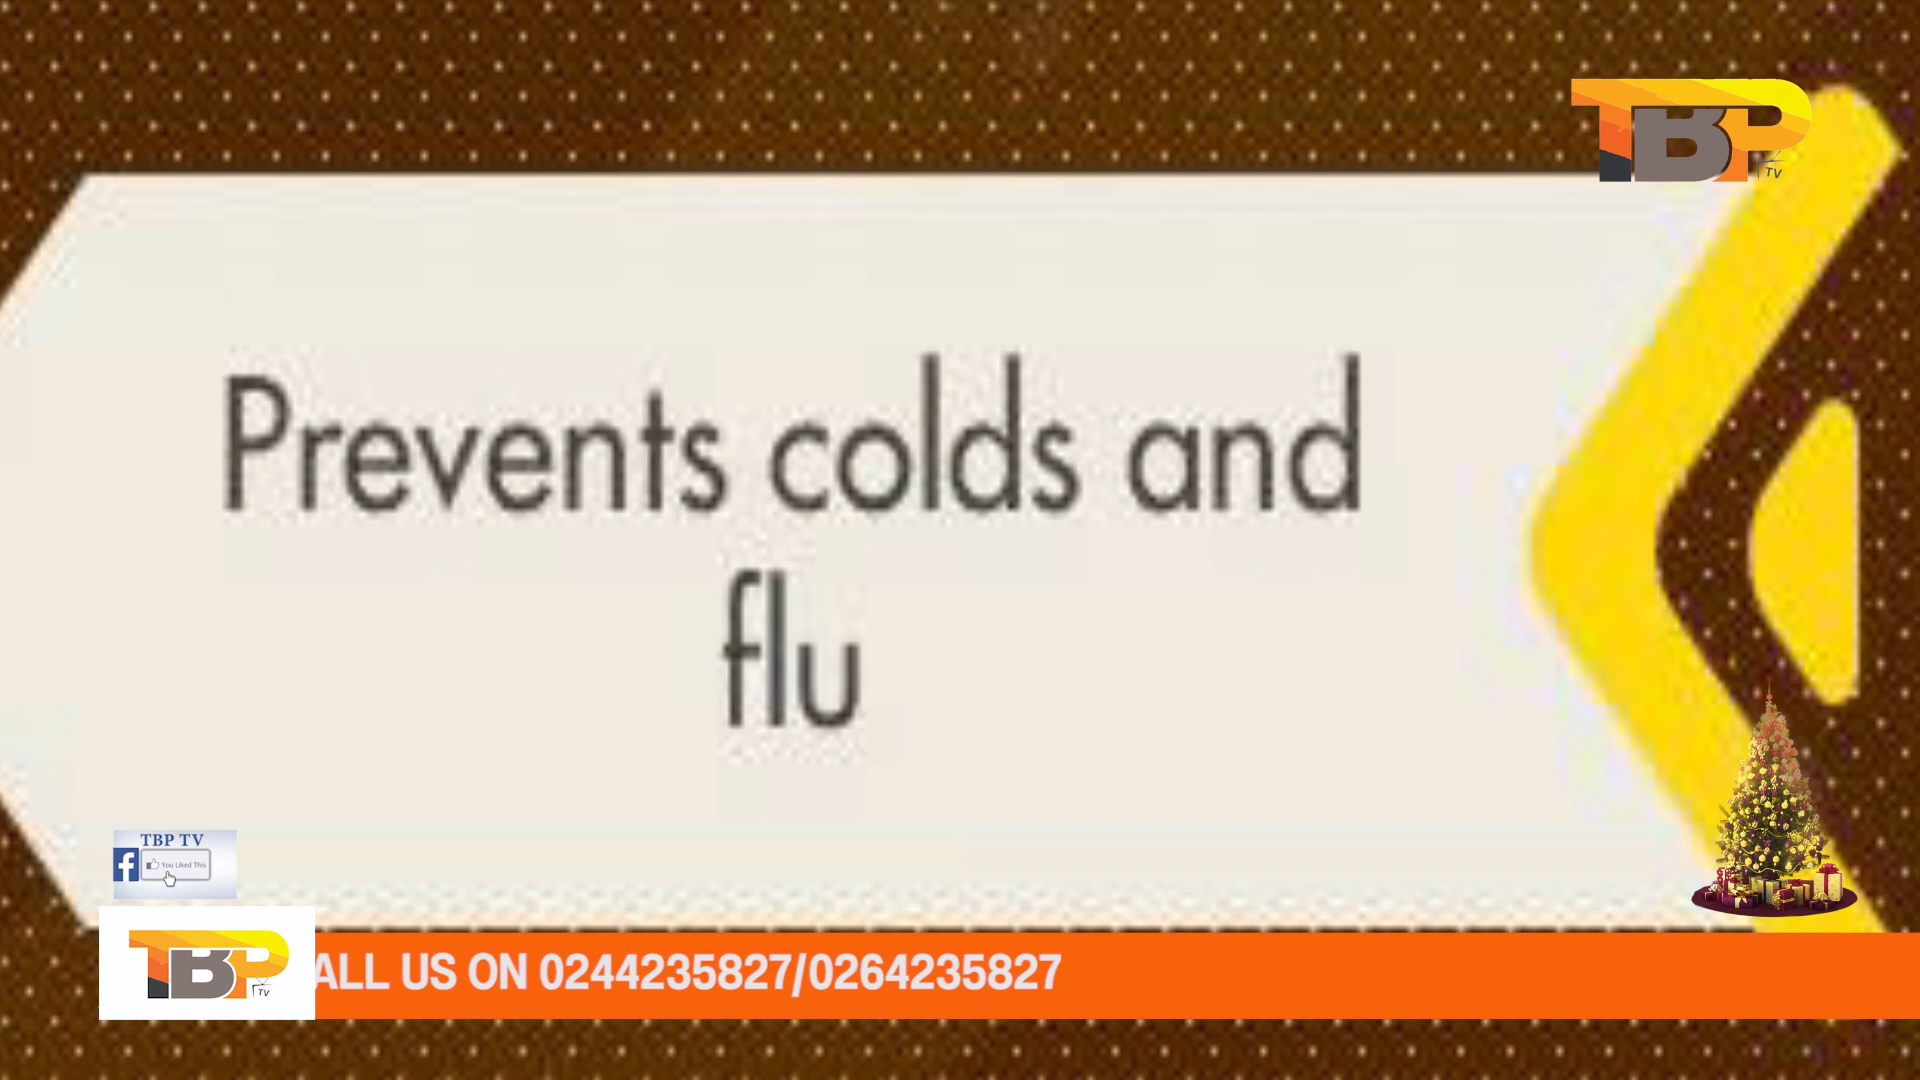 TBP
TV
Prevents colds and
flu
TBP TV
f
You Liked This
TBP
TV
ALL US ON 0244235827/0264235827